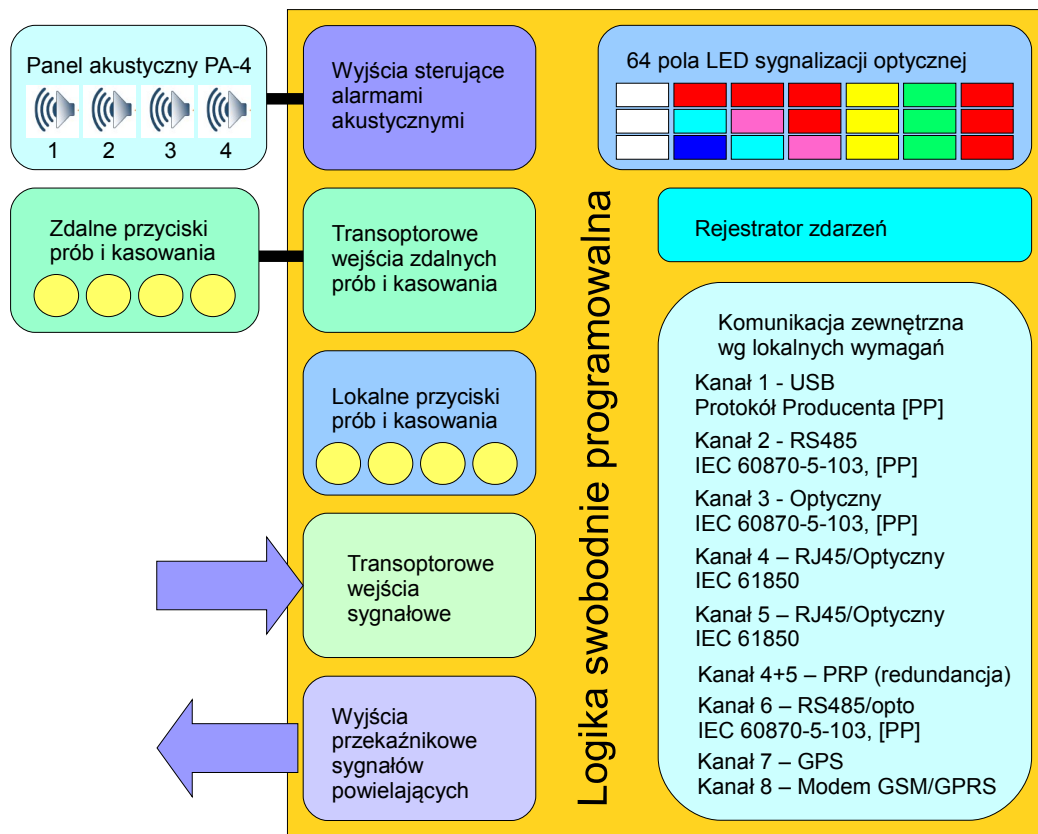 Panel akustyczny PA-4
1 2 3 4
Wyjścia sterujące
alarmami
akustycznymi
64 pola LED sygnalizacji optycznej
Zdalne przyciski
prób i kasowania
Transoptorowe
wejścia zdalnych
prób i kasowania
Rejestrator zdarzeń
Lokalne przyciski
prób i kasowania
Transoptorowe
wejścia
sygnałowe
Wyjścia
przekaźnikowe
sygnałów
powielających
Logika swobodnie programowalna
Komunikacja zewnętrzna
wg lokalnych wymagań
Kanał 1 - USB
Protokół Producenta [PP]
Kanał 2 - RS485
IEC 60870-5-103, [PP]
Kanał 3 - Optyczny
IEC 60870-5-103, [PP]
Kanał 4 – RJ45/Optyczny
IEC 61850
Kanał 5 – RJ45/Optyczny
IEC 61850
Kanał 4+5 – PRP (redundancja)
Kanał 6 – RS485/opto
IEC 60870-5-103, [PP]
Kanał 7 – GPS
Kanał 8 – Modem GSM/GPRS